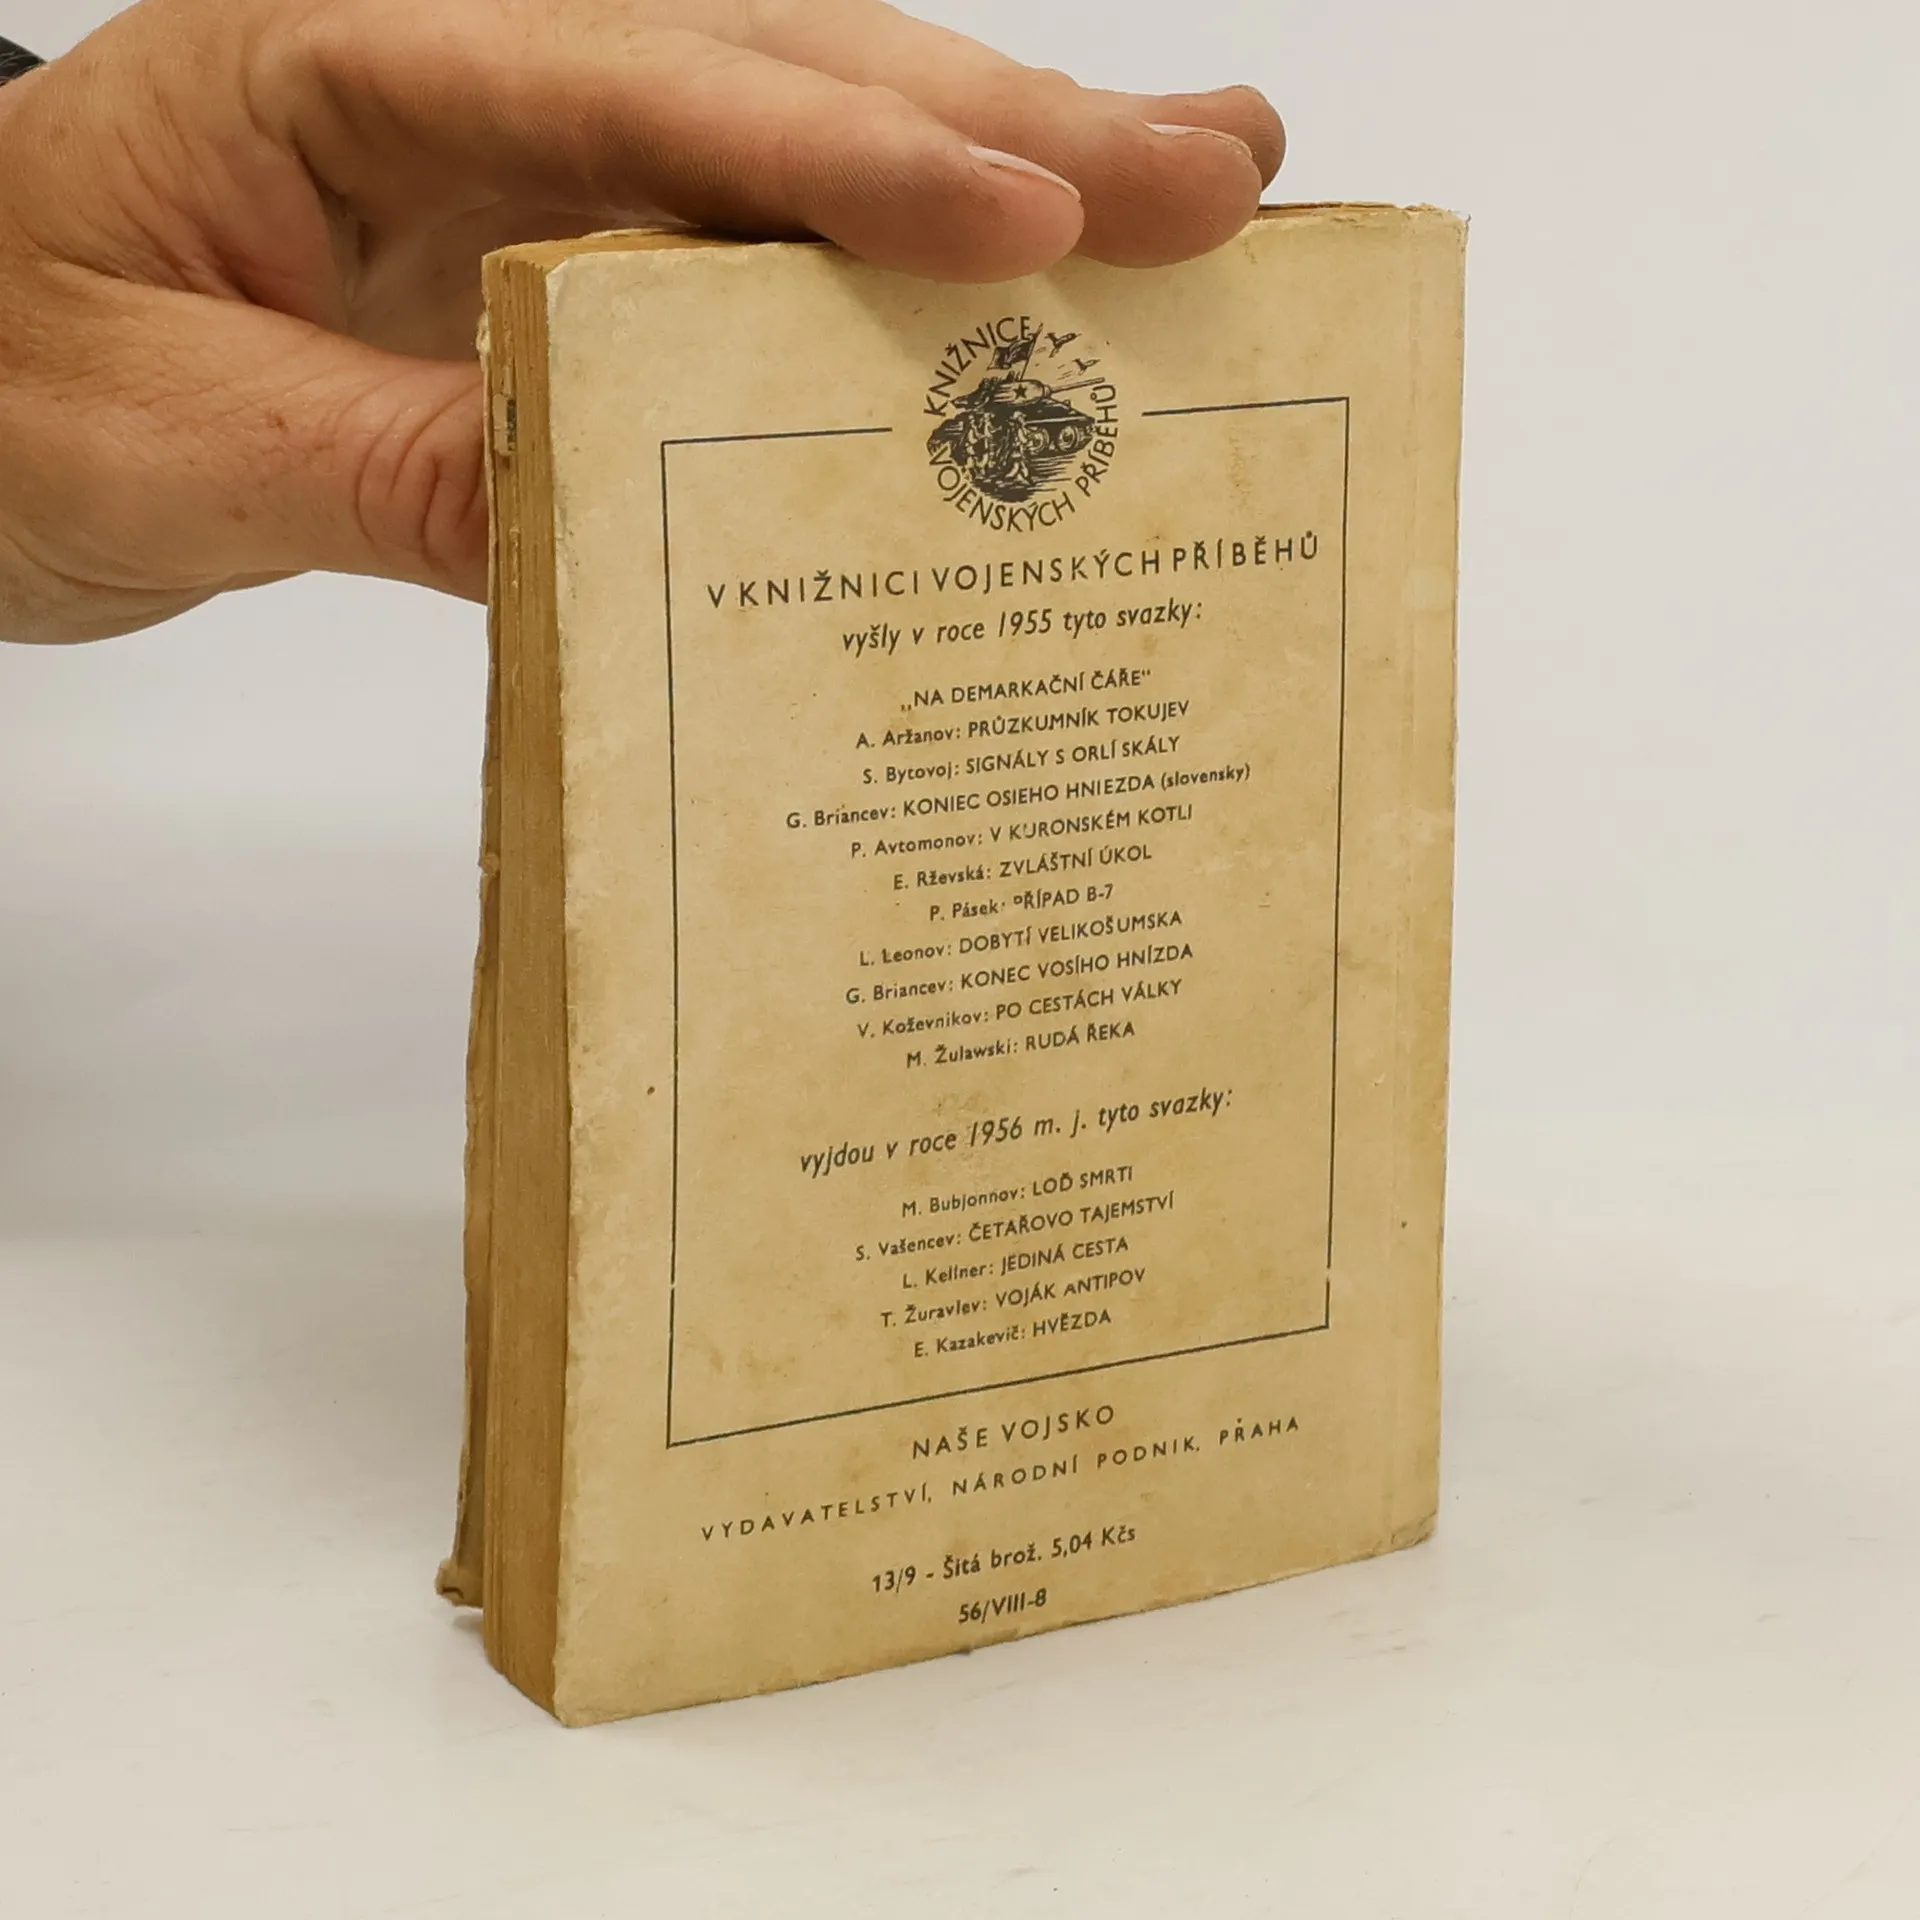 KNIŽNICE
VOJENSKÝCH PŘÍBĚHŮ
V KNIŽNICI VOJENSKÝCH PŘÍBĚHŮ
vyšly v roce 1955 tyto svazky:
„NA DEMARKAČNÍ ČÁŘE"
A. Aržanov: PRŮZKUMNÍK TOKUJEV
S. Bytovoj: SIGNÁLY S ORLÍ SKÁLY
G. Briancev: KONIEC OSIEHO HNIEZDA (slovensky)
P. Avtomonov: V KURONSKÉM KOTLI
E. Rževská: ZVLÁŠTNÍ ÚKOL
P. Pásek: PŘÍPAD B-7
L. Leonov: DOBYTÍ VELIKOŠUMSKA
G. Briancev: KONEC VOSÍHO HNÍZDA
V. Koževnikov: PO CESTÁCH VÁLKY
M. Žulawski: RUDÁ ŘEKA
vyjdou v roce 1956 m. j. tyto svazky:
M. Bubjonnov: LOĎ SMRTI
S. Vašencev: ČETAŘOVO TAJEMSTVÍ
L. Kellner: JEDINÁ CESTA
T. Žuravlev: VOJÁK ANTIPOV
E. Kazakevič: HVĚZDA
NAŠE VOJSKO
VYDAVATELSTVÍ, NÁRODNÍ PODNIK, PRAHA
13/9 - Šitá brož. 5,04 Kčs
56/VIII-8